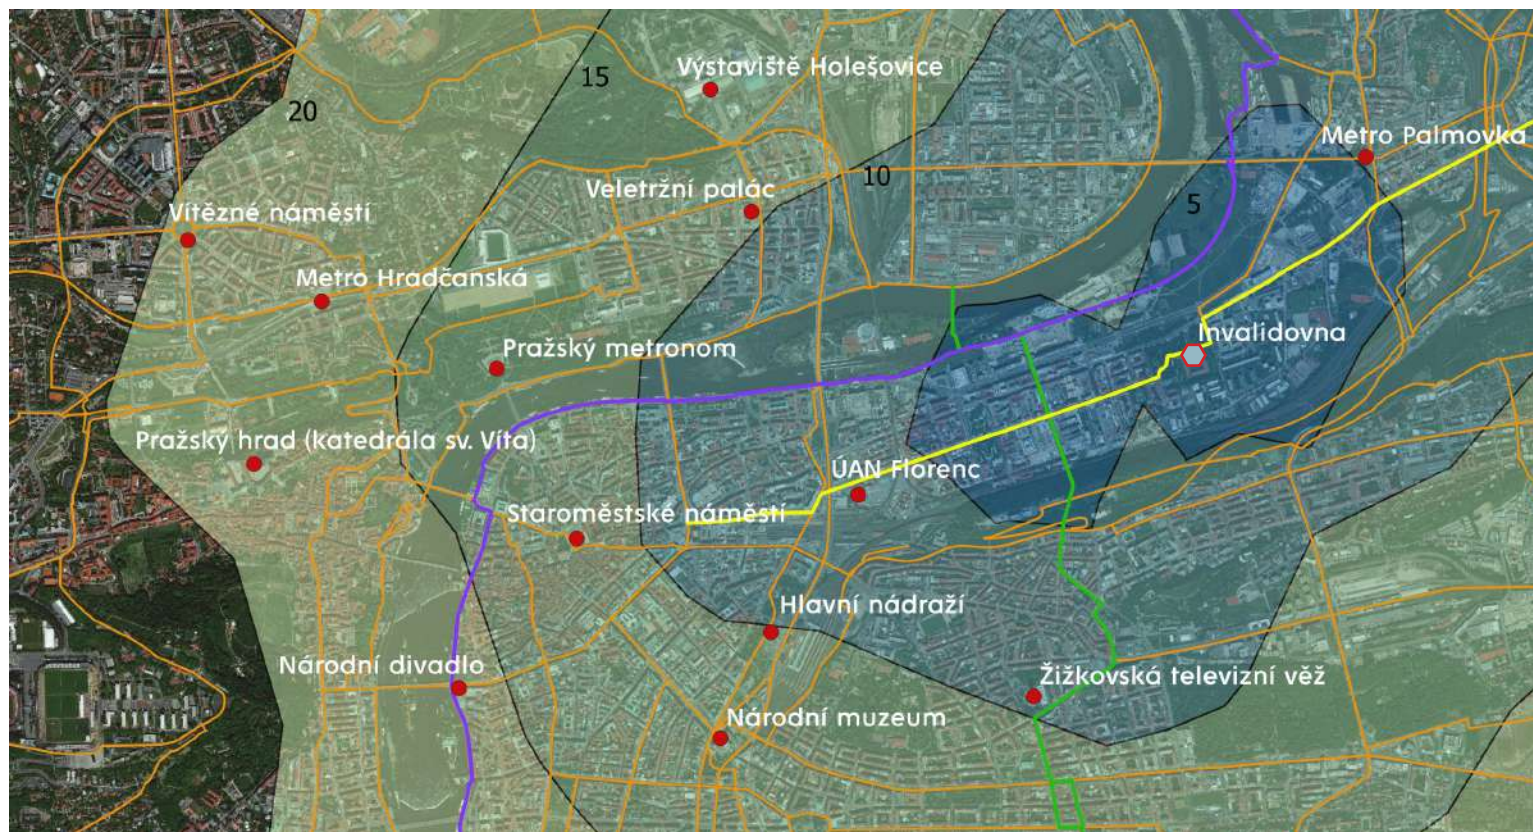 Výstaviště Holešovice
15
20
Metro Palmovka
10
Veletržní palác
5
Vítězné náměstí
Metro Hradčanská
Invalidovna
Pražský metronom
Pražský hrad (katedrála sv. Víta)
ÚAN Florenc
Staroměstské náměstí
Hlavní nádraží
Národní divadlo
Žižkovská televizní věž
Národní muzeum